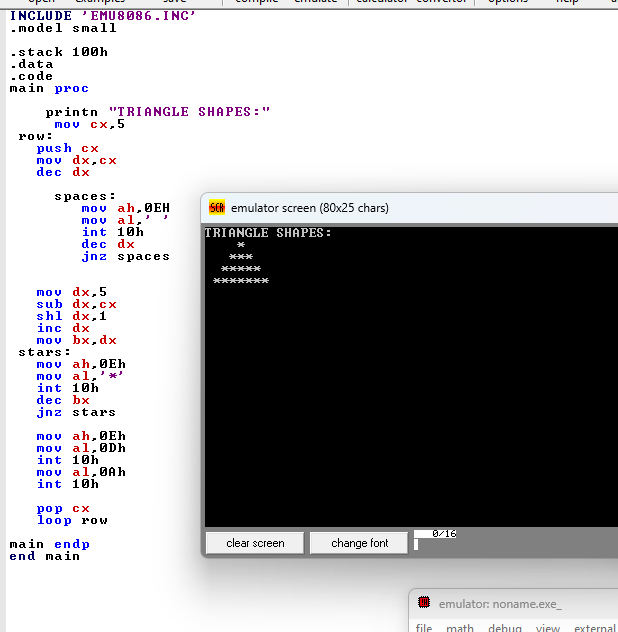 open examples save compile emulate calculator convertor options help
INCLUDE 'EMU8086.INC'
.model small
.stack 100h
.data
.code
main proc
printn "TRIANGLE SHAPES:"
mov cx,5
row:
push cx
mov dx,cx
dec dx
spaces:
mov ah,0EH
mov al,' '
int 10h
dec dx
jnz spaces
mov dx,5
sub dx,cx
shl dx,1
inc dx
mov bx,dx
stars:
mov ah,0Eh
mov al,'*'
int 10h
dec bx
jnz stars
mov ah,0Eh
mov al,0Dh
int 10h
mov al,0Ah
int 10h
pop cx
loop row
main endp
end main
emulator screen (80x25 chars)
TRIANGLE SHAPES:
*
***
*****
*******
clear screen change font 0/16
emulator: noname.exe_
file math debug view external